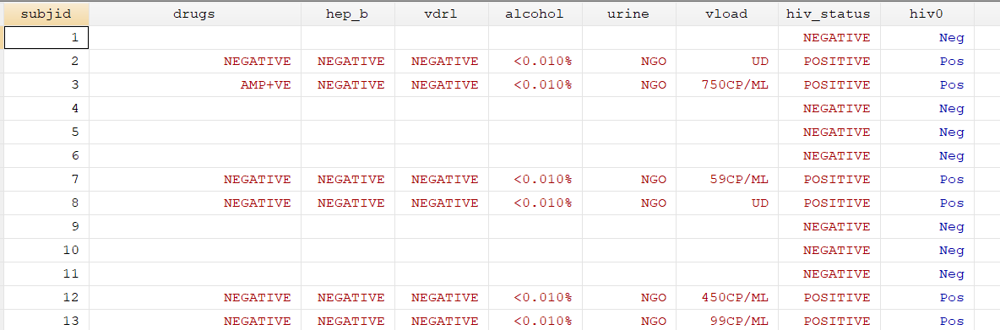 subjid drugs hep_b vdrl alcohol urine vload hiv_status hiv0
1 NEGATIVE Neg
2 NEGATIVE NEGATIVE NEGATIVE <0.010% NGO UD POSITIVE Pos
3 AMP+VE NEGATIVE NEGATIVE <0.010% NGO 750CP/ML POSITIVE Pos
4 NEGATIVE Neg
5 NEGATIVE Neg
6 NEGATIVE Neg
7 NEGATIVE NEGATIVE NEGATIVE <0.010% NGO 59CP/ML POSITIVE Pos
8 NEGATIVE NEGATIVE NEGATIVE <0.010% NGO UD POSITIVE Pos
9 NEGATIVE Neg
10 NEGATIVE Neg
11 NEGATIVE Neg
12 NEGATIVE NEGATIVE NEGATIVE <0.010% NGO 450CP/ML POSITIVE Pos
13 NEGATIVE NEGATIVE NEGATIVE <0.010% NGO 99CP/ML POSITIVE Pos